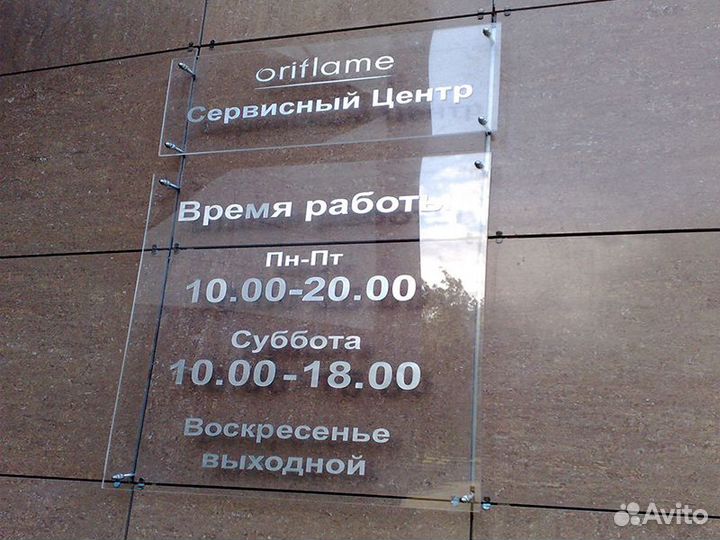 oriflame
Сервисный Центр
Время работы
Пн-Пт
10.00-20.00
Суббота
10.00-18.00
Воскресенье
выходной
Avito